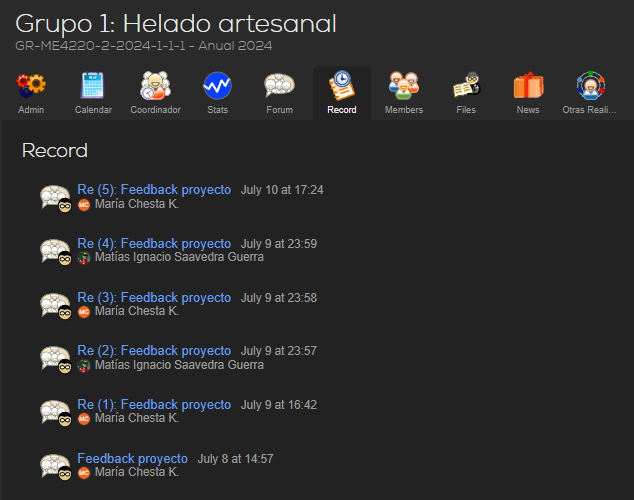 Grupo 1: Helado artesanal
GR-ME4220-2-2024-1-1-1 - Anual 2024
Admin
Calendar
Coordinador
Stats
Forum
Record
Members
Files
News
Otras Reali...
Record
Re (5): Feedback proyecto July 10 at 17:24
MC María Chesta K.
Re (4): Feedback proyecto July 9 at 23:59
Matías Ignacio Saavedra Guerra
Re (3): Feedback proyecto July 9 at 23:58
MC María Chesta K.
Re (2): Feedback proyecto July 9 at 23:57
Matías Ignacio Saavedra Guerra
Re (1): Feedback proyecto July 9 at 16:42
MC María Chesta K.
Feedback proyecto July 8 at 14:57
MC María Chesta K.